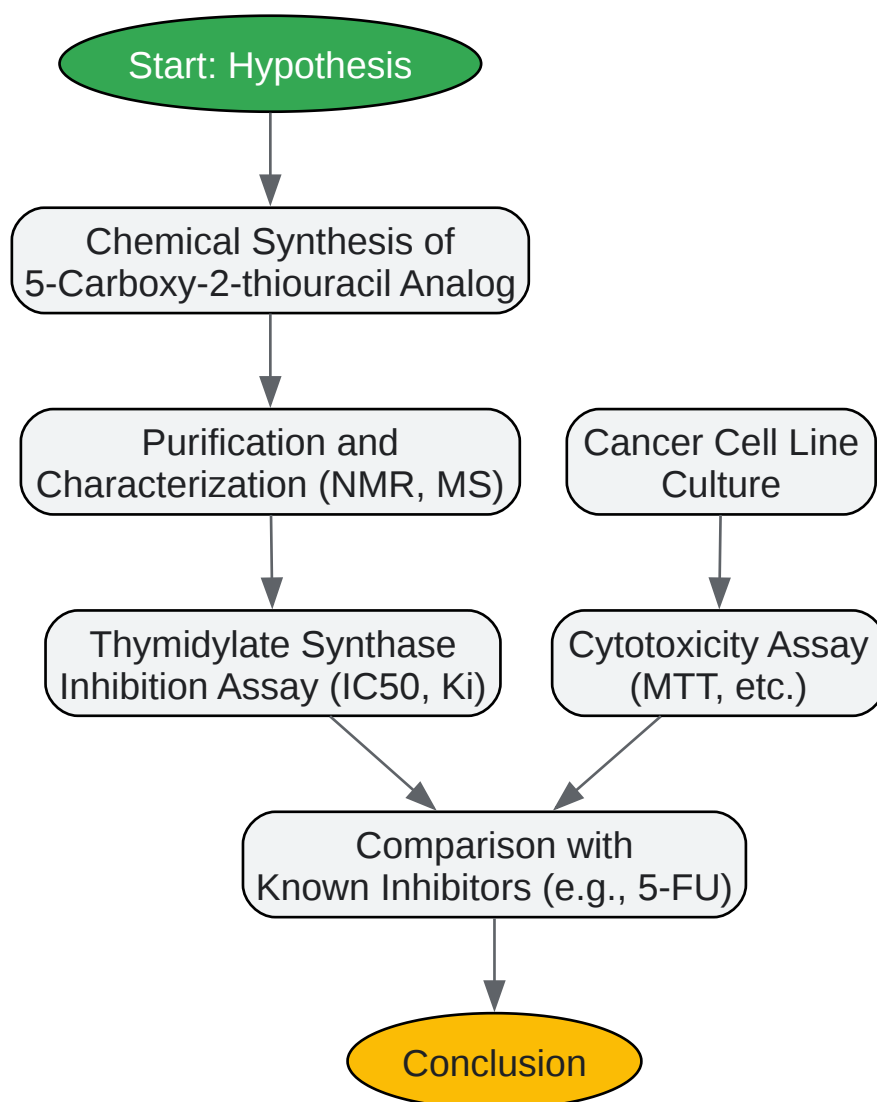 Start: Hypothesis
Chemical Synthesis of
5-Carboxy-2-thiouracil Analog
Purification and
Characterization (NMR, MS)
Cancer Cell Line
Culture
Thymidylate Synthase
Inhibition Assay (IC50, Ki)
Cytotoxicity Assay
(MTT, etc.)
Comparison with
Known Inhibitors (e.g., 5-FU)
Conclusion